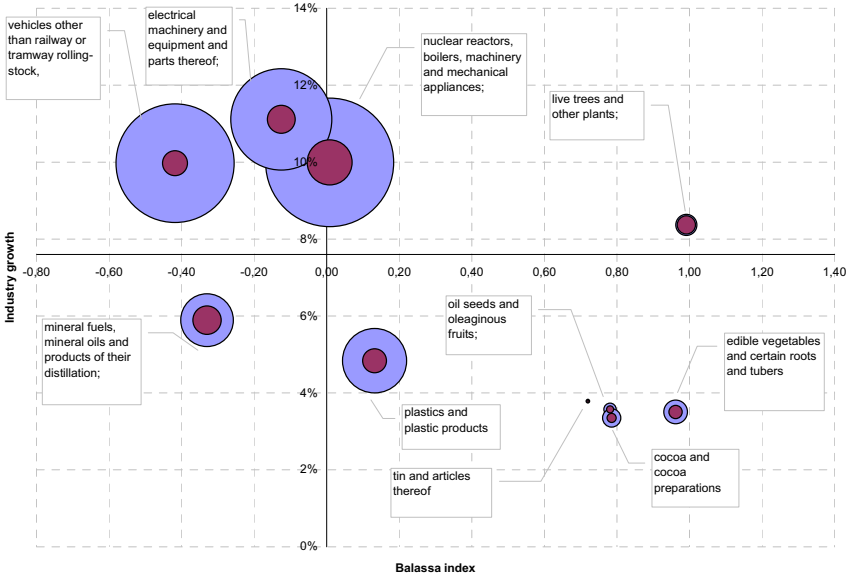 14%
vehicles other
than railway or
tramway rolling-
stock,
electrical
machinery and
equipment and
parts thereof;
nuclear reactors,
boilers, machinery
and mechanical
appliances;
live trees and
other plants;
12%
10%
8%
-0,80
-0,60
-0,40
-0,20
0,00
0,20
0,40
0,60
0,80
1,00
1,20
1,40
Industry growth
mineral fuels,
mineral oils and
products of their
distillation;
6%
oil seeds and
oleaginous
fruits;
edible vegetables
and certain roots
and tubers
4%
plastics and
plastic products
tin and articles
thereof
cocoa and
cocoa
preparations
2%
0%
Balassa index